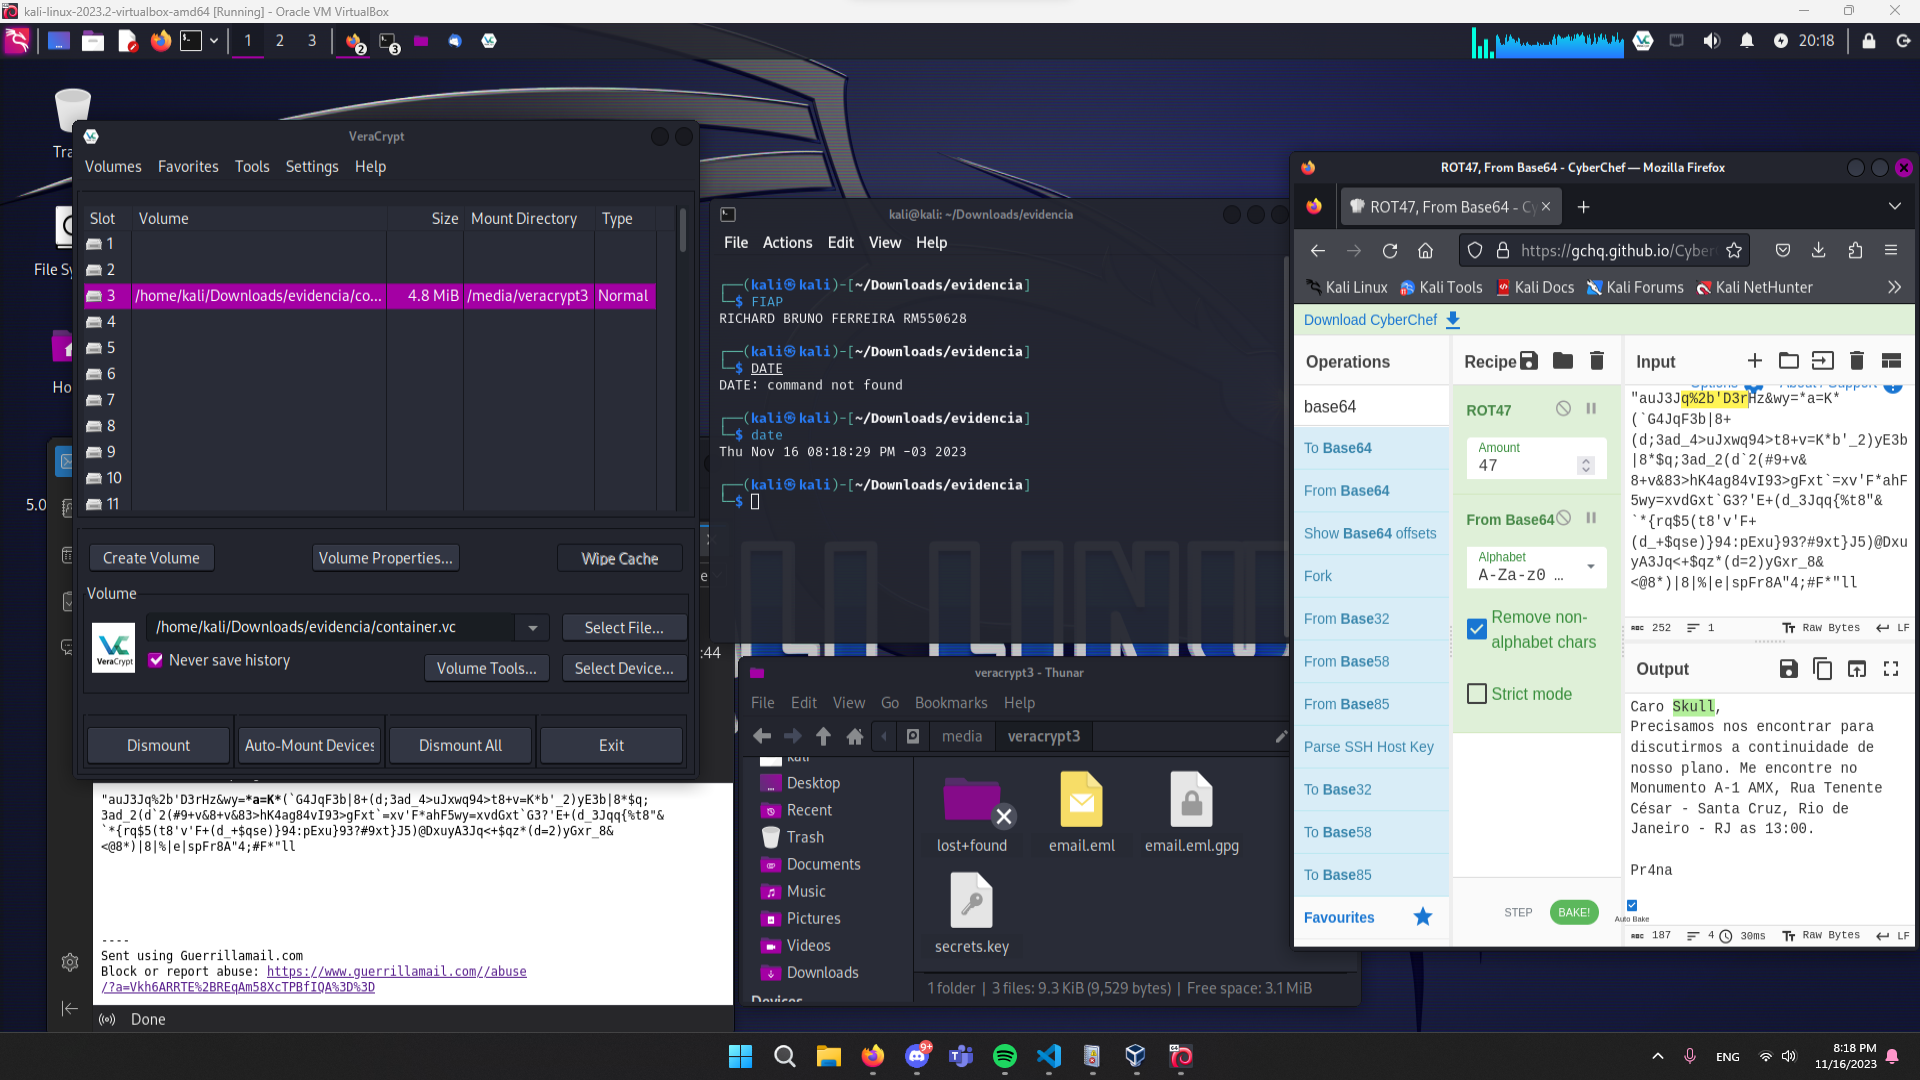 kali-linux-2023.2-virtualbox-amd64 [Running] - Oracle VM VirtualBox
1 2 3
2
3
20:18
VeraCrypt
Volumes Favorites Tools Settings Help
Slot Volume Size Mount Directory Type
1
2
3 /home/kali/Downloads/evidencia/co... 4.8 MiB /media/veracrypt3 Normal
4
5
6
7
8
9
10
11
Create Volume Volume Properties... Wipe Cache
Volume
VeraCrypt
/home/kali/Downloads/evidencia/container.vc Select File...
Never save history
Volume Tools... Select Device...
Dismount Auto-Mount Devices Dismount All Exit
Tra
File Sy
Ho
5.0
:44
"auJ3Jq%2b'D3rHz&wy=*a=K*(`G4JqF3b|8+(d;3ad_4>uJxwq94>t8+v=K*b'_2)yE3b|8*$q;
3ad_2(d`2(#9+v&8+v&83>hK4ag84vI93>gFxt`=xv'F*ahF5wy=xvdGxt`G3?'E+(d_3Jqq{%t8"&
`*{rq$5(t8'v'F+(d_+$qse)}94:pExu}93?#9xt}J5)@DxuyA3Jq<+$qz*(d=2)yGxr_8&
<@8*)|8|%|e|spFr8A"4;#F*"ll
----
Sent using Guerrillamail.com
Block or report abuse: https://www.guerrillamail.com//abuse
/?a=Vkh6ARRTE%2BREqAm58XcTPBfIQA%3D%3D
Done
kali@kali: ~/Downloads/evidencia
File Actions Edit View Help
┌──(kali㉿kali)-[~/Downloads/evidencia]
└─$ FIAP
RICHARD BRUNO FERREIRA RM550628
┌──(kali㉿kali)-[~/Downloads/evidencia]
└─$ DATE
DATE: command not found
┌──(kali㉿kali)-[~/Downloads/evidencia]
└─$ date
Thu Nov 16 08:18:29 PM -03 2023
┌──(kali㉿kali)-[~/Downloads/evidencia]
└─$
veracrypt3 - Thunar
File Edit View Go Bookmarks Help
media veracrypt3
kali
Desktop
Recent
Trash
Documents
Music
Pictures
Videos
Downloads
Devices
lost+found
email.eml
email.eml.gpg
secrets.key
1 folder | 3 files: 9.3 KiB (9,529 bytes) | Free space: 3.1 MiB
ROT47, From Base64 - CyberChef — Mozilla Firefox
ROT47, From Base64 - Cy
https://gchq.github.io/Cyber
Kali Linux Kali Tools Kali Docs Kali Forums Kali NetHunter
Download CyberChef
Options About / Support
Operations
base64
To Base64
From Base64
Show Base64 offsets
Fork
From Base32
From Base58
From Base85
Parse SSH Host Key
To Base32
To Base58
To Base85
Favourites
Recipe
ROT47
Amount
47
From Base64
Alphabet
A-Za-z0 …
Remove non-
alphabet chars
Strict mode
STEP BAKE!
Auto Bake
Input
"auJ3Jq%2b'D3rHz&wy=*a=K*
(`G4JqF3b|8+
(d;3ad_4>uJxwq94>t8+v=K*b'_2)yE3b
|8*$q;3ad_2(d`2(#9+v&
8+v&83>hK4ag84vI93>gFxt`=xv'F*ahF
5wy=xvdGxt`G3?'E+(d_3Jqq{%t8"&
`*{rq$5(t8'v'F+
(d_+$qse)}94:pExu}93?#9xt}J5)@Dxu
yA3Jq<+$qz*(d=2)yGxr_8&
<@8*)|8|%|e|spFr8A"4;#F*"ll
ABC 252 1 Raw Bytes LF
Output
Caro Skull,
Precisamos nos encontrar para
discutirmos a continuidade de
nosso plano. Me encontre no
Monumento A-1 AMX, Rua Tenente
César - Santa Cruz, Rio de
Janeiro - RJ as 13:00.
Pr4na
ABC 187 4 30ms Raw Bytes LF
9+
ENG
8:18 PM
11/16/2023